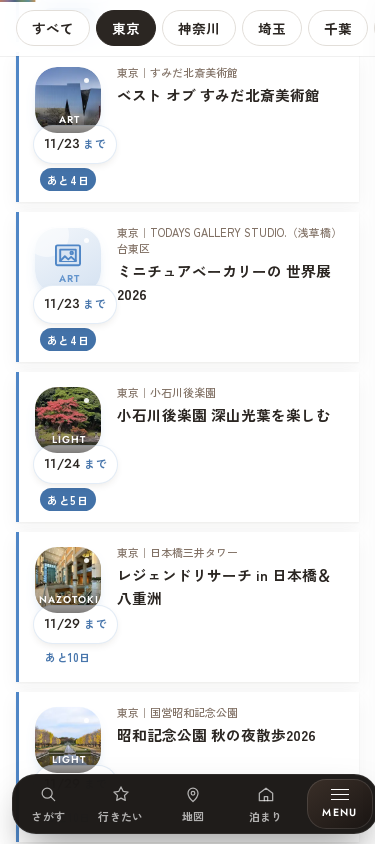 すべて
東京
神奈川
埼玉
千葉
東京｜すみだ北斎美術館
ベスト オブ すみだ北斎美術館
ART
11/23 まで
あと4日
東京｜TODAYS GALLERY STUDIO.（浅草橋）
台東区
ミニチュアベーカリーの 世界展
2026
ART
11/23 まで
あと4日
東京｜小石川後楽園
小石川後楽園 深山光葉を楽しむ
LIGHT
11/24 まで
あと5日
東京｜日本橋三井タワー
レジェンドリサーチ in 日本橋＆
八重洲
NAZOTOKI
11/29 まで
あと10日
東京｜国営昭和記念公園
昭和記念公園 秋の夜散歩2026
LIGHT
さがす
行きたい
地図
泊まり
MENU